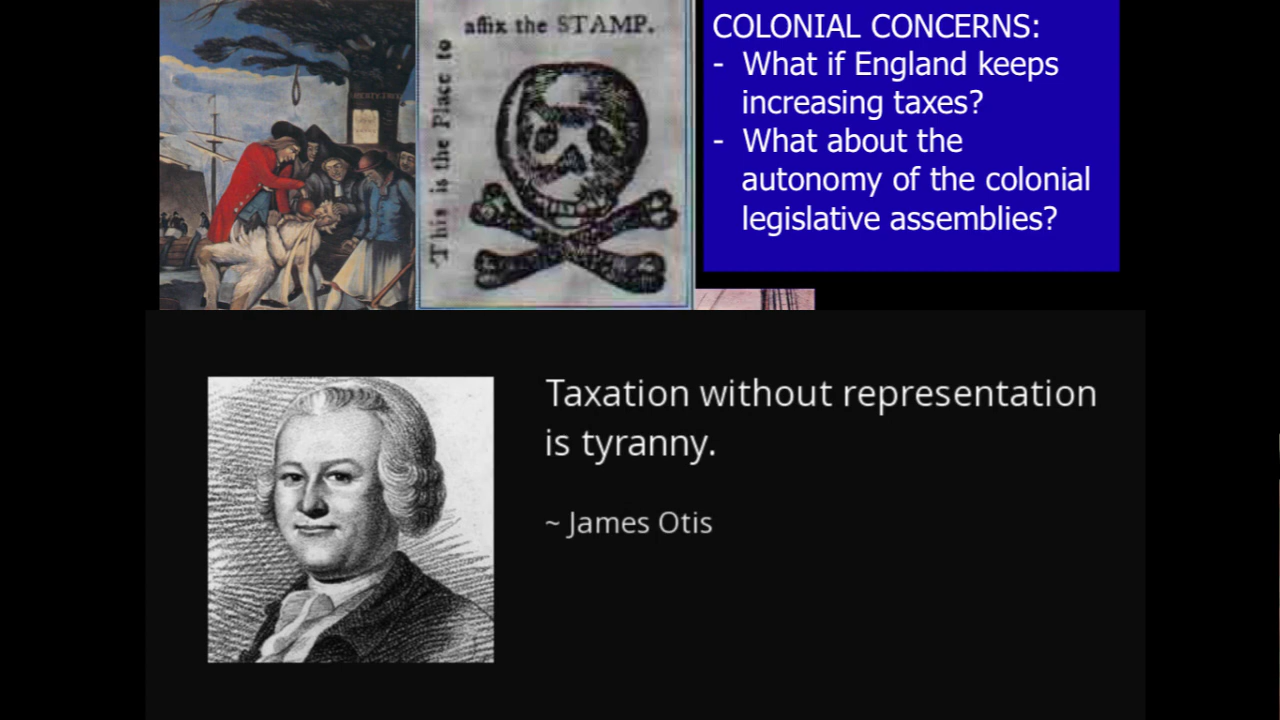 affix the STAMP.
This is the Place to
COLONIAL CONCERNS:
- What if England keeps
increasing taxes?
- What about the
autonomy of the colonial
legislative assemblies?
Taxation without representation
is tyranny.
~ James Otis